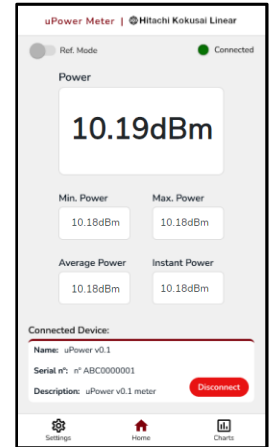 uPower Meter | Hitachi Kokusai Linear
Ref. Mode Connected
Power
10.19dBm
Min. Power Max. Power
10.18dBm 10.18dBm
Average Power Instant Power
10.18dBm 10.18dBm
Connected Device:
Name: uPower v0.1
Serial nº: nº ABC0000001
Description: uPower v0.1 meter Disconnect
Settings Home Charts